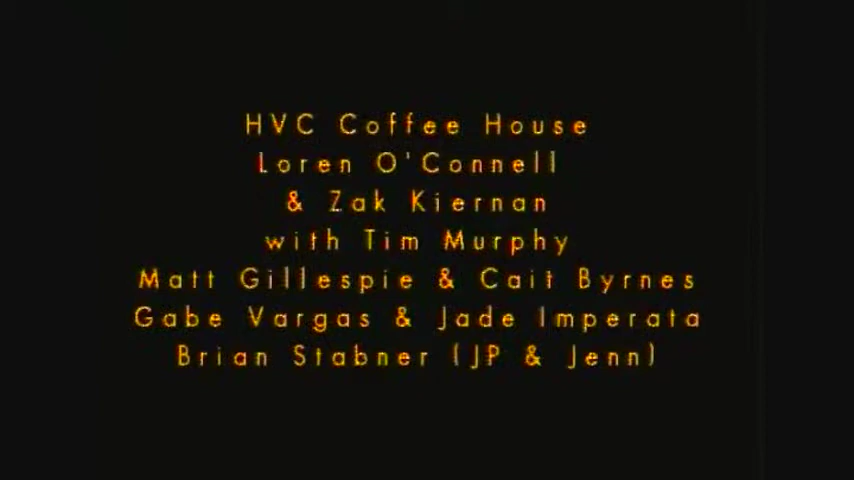 HVC Coffee House
Loren O'Connell
& Zak Kiernan
with Tim Murphy
Matt Gillespie & Cait Byrnes
Gabe Vargas & Jade Imperata
Brian Stabner (JP & Jenn)